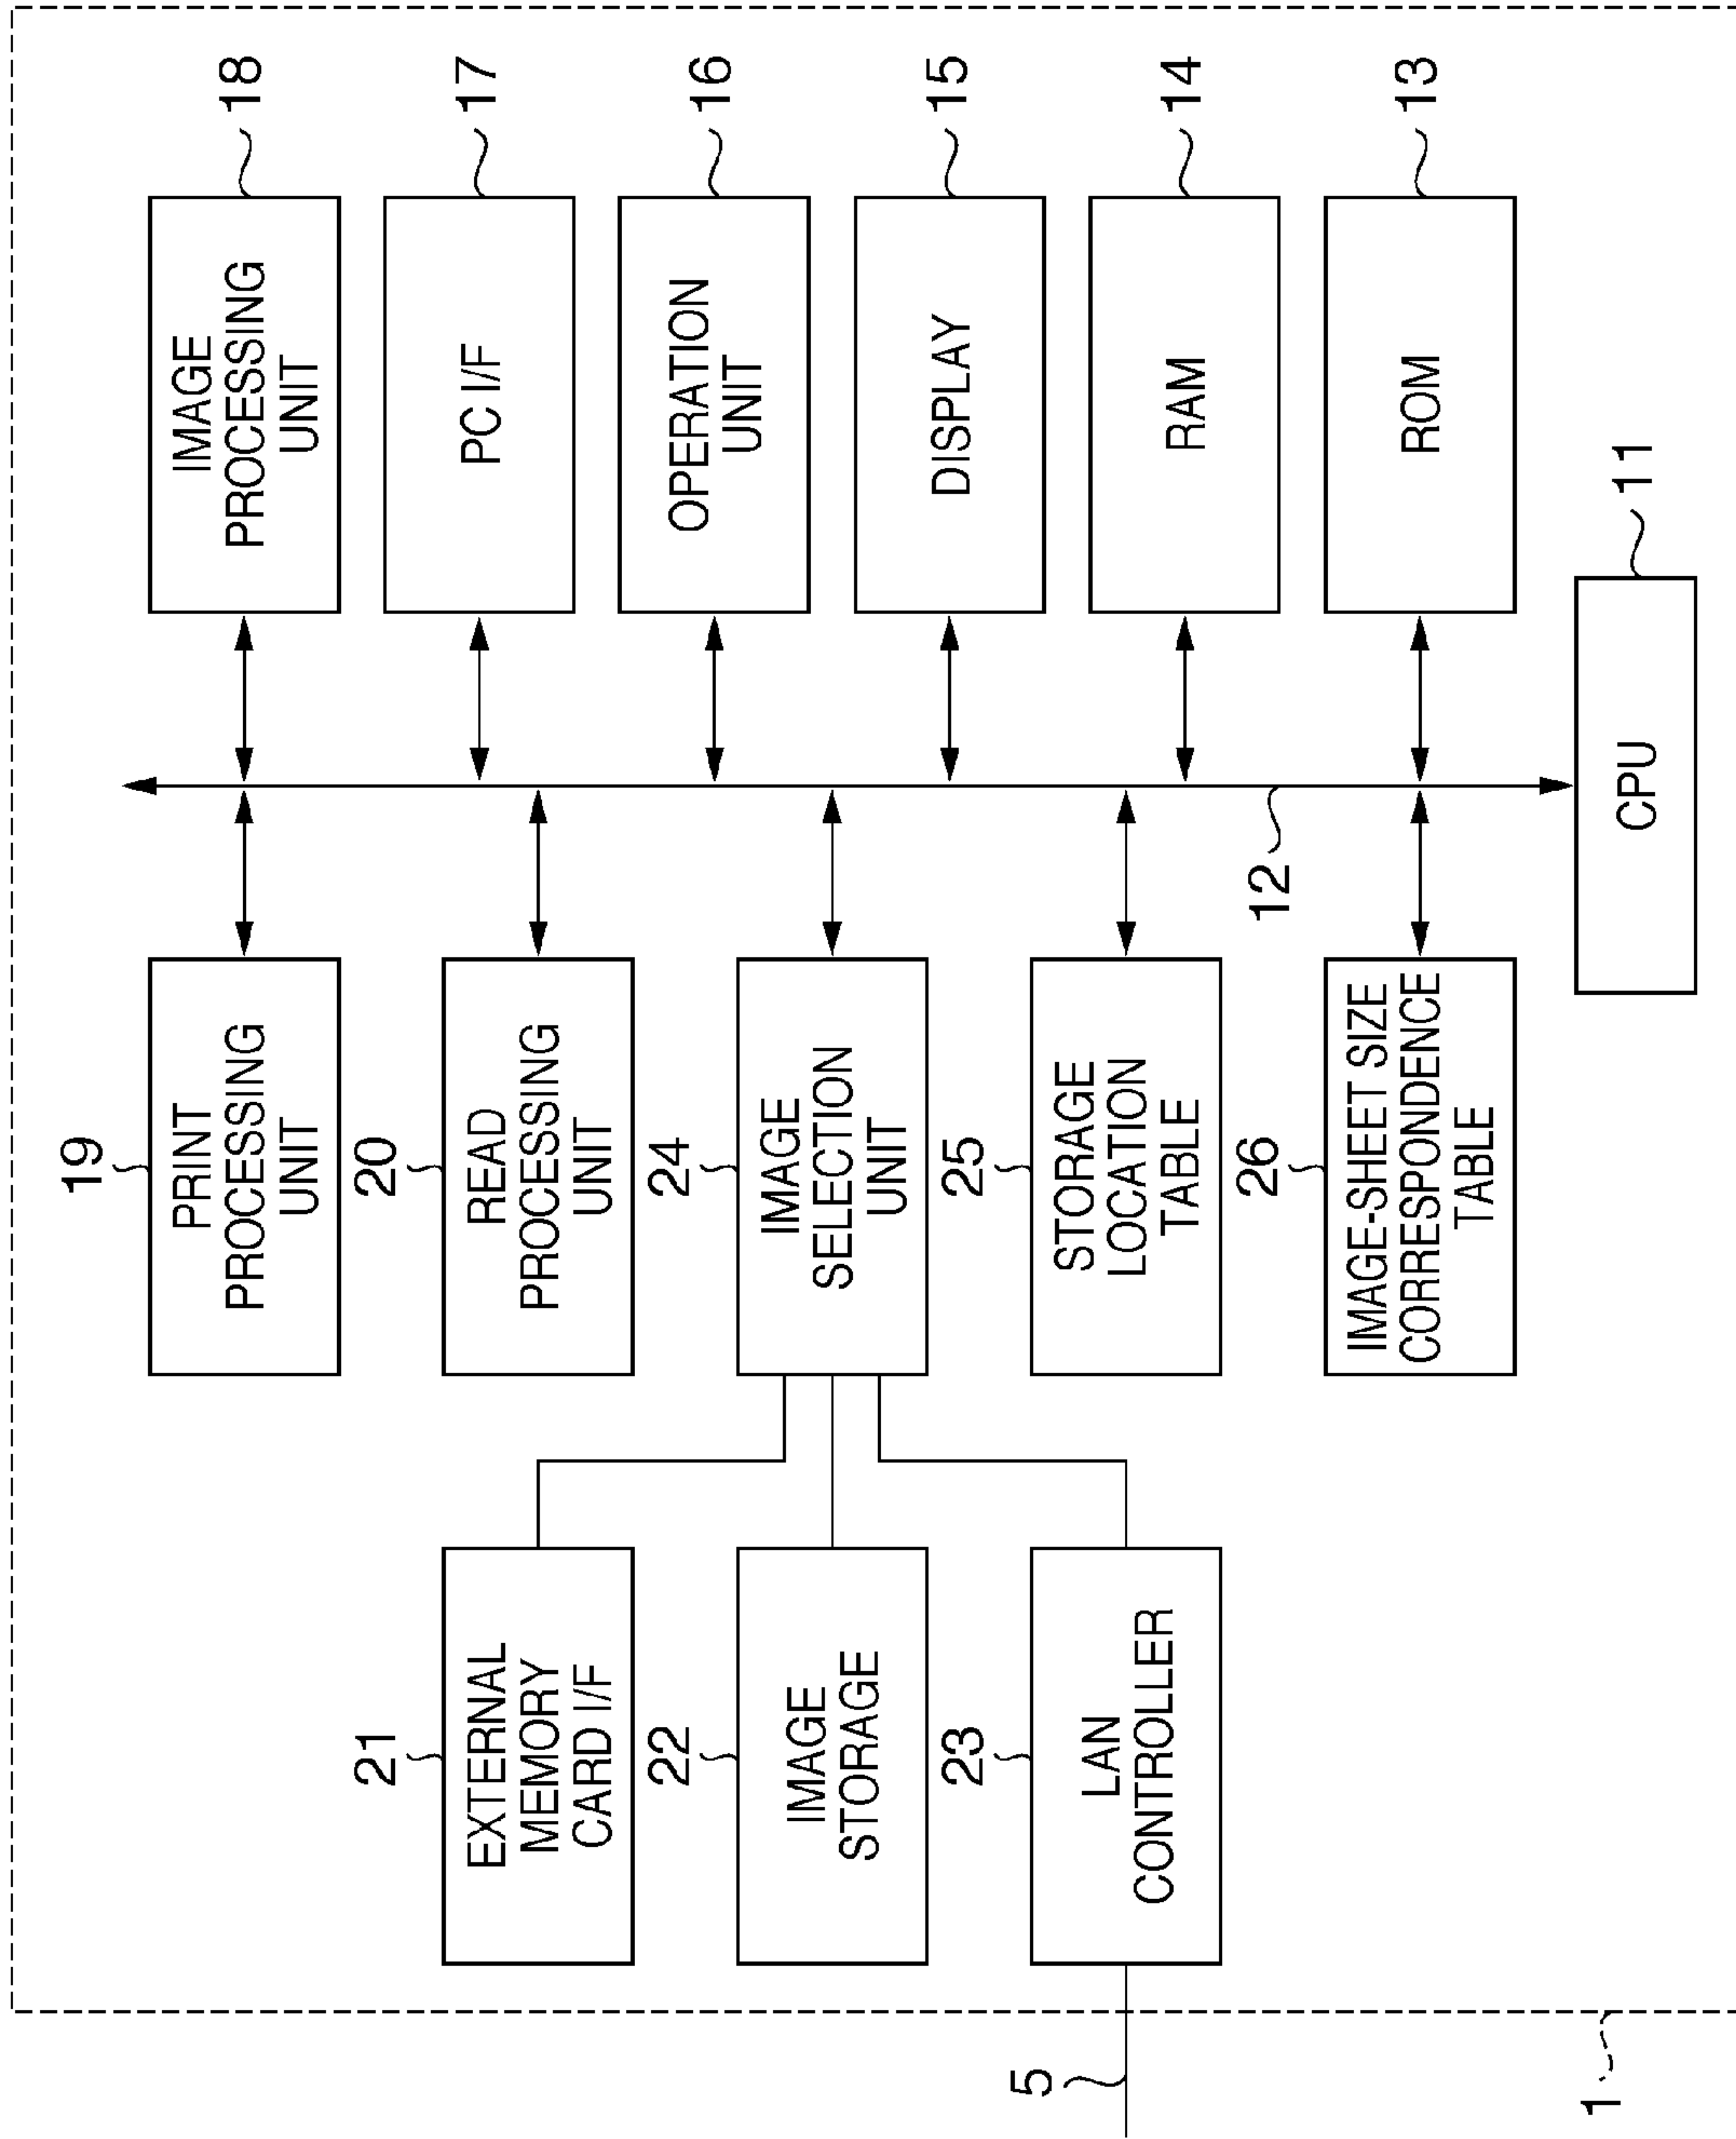 18
IMAGE
PROCESSING
UNIT
17
PC I/F
16
OPERATION
UNIT
15
DISPLAY
14
RAM
13
ROM
11
CPU
12
19
PRINT
PROCESSING
UNIT
20
READ
PROCESSING
UNIT
24
IMAGE
SELECTION
UNIT
25
STORAGE
LOCATION
TABLE
26
IMAGE-SHEET SIZE
CORRESPONDENCE
TABLE
21
EXTERNAL
MEMORY
CARD I/F
22
IMAGE
STORAGE
23
LAN
CONTROLLER
5
1